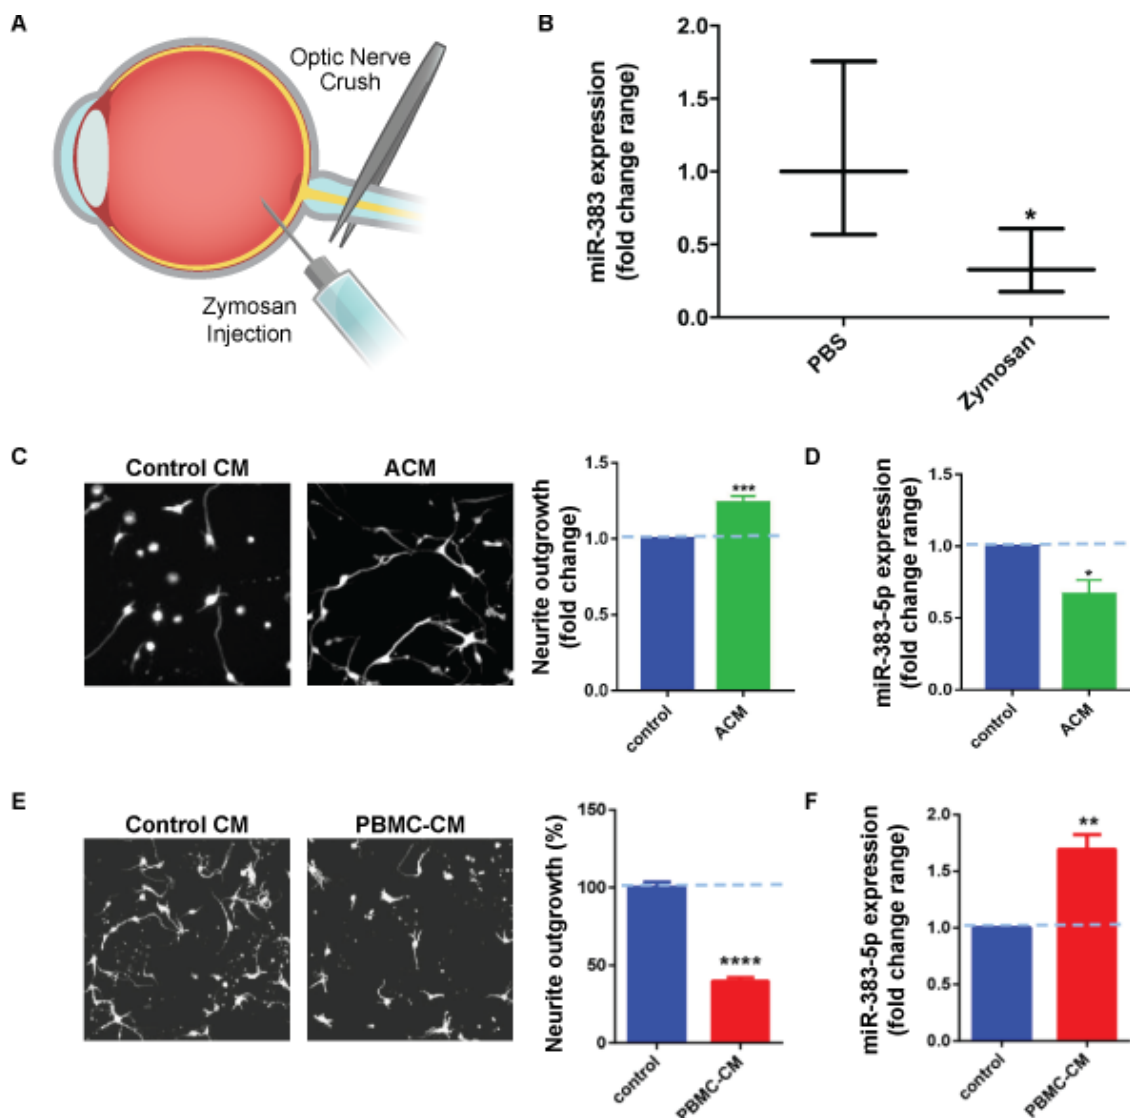 A
Optic Nerve
Crush
Zymosan
Injection
B
miR-383 expression
(fold change range)
2.0
1.5
1.0
0.5
0.0
*
PBS
Zymosan
C
Control CM
ACM
Neurite outgrowth
(fold change)
1.5
1.0
0.5
0.0
***
control
ACM
D
miR-383-5p expression
(fold change range)
1.5
1.0
0.5
0.0
*
control
ACM
E
Control CM
PBMC-CM
Neurite outgrowth (%)
150
100
50
0
****
control
PBMC-CM
F
miR-383-5p expression
(fold change range)
2.0
1.5
1.0
0.5
0.0
**
control
PBMC-CM